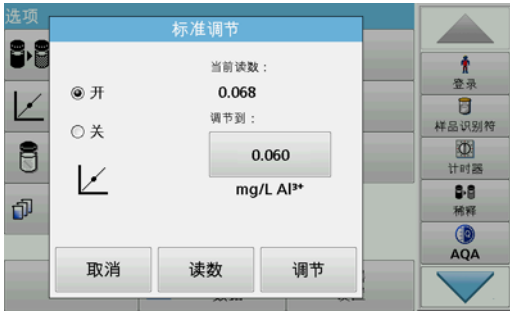 选项
标准调节
当前读数：
开
0.068
调节到：
关
0.060
mg/L Al³⁺
取消
读数
调节
登录
样品识别符
计时器
稀释
AQA